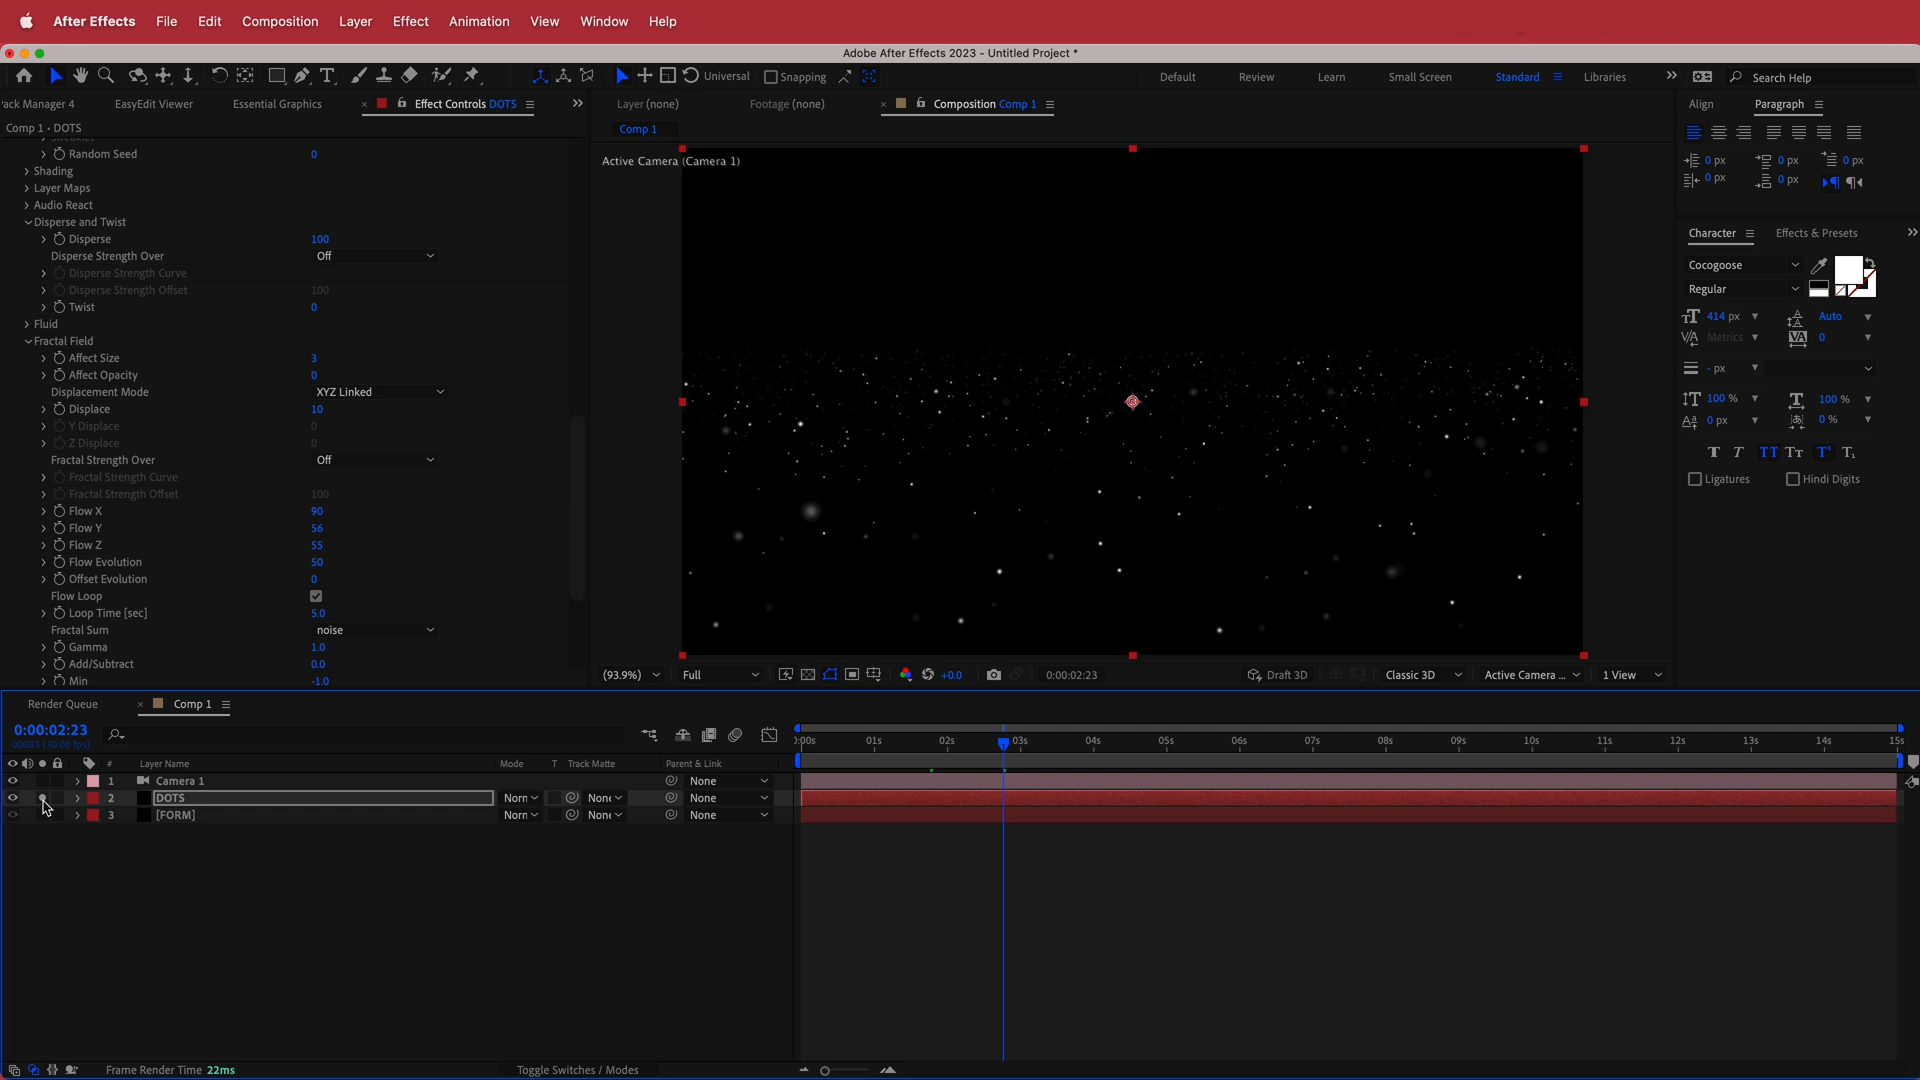 After Effects File Edit Composition Layer Effect Animation View Window Help
Adobe After Effects 2023 - Untitled Project *
Universal Snapping Default Review Learn Small Screen Standard Libraries Search Help
ack Manager 4 EasyEdit Viewer Essential Graphics Effect Controls DOTS Layer (none) Footage (none) Composition Comp 1 Align Paragraph
Comp 1 • DOTS
Comp 1
Active Camera (Camera 1)
Random Seed 0
Shading
Layer Maps
Audio React
Disperse and Twist
Disperse 100
Disperse Strength Over Off
Disperse Strength Curve
Disperse Strength Offset 100
Twist 0
Fluid
Fractal Field
Affect Size 3
Affect Opacity 0
Displacement Mode XYZ Linked
Displace 10
Y Displace 0
Z Displace 0
Fractal Strength Over Off
Fractal Strength Curve
Fractal Strength Offset 100
Flow X 90
Flow Y 56
Flow Z 55
Flow Evolution 50
Offset Evolution 0
Flow Loop
Loop Time [sec] 5.0
Fractal Sum noise
Gamma 1.0
Add/Subtract 0.0
Min -1.0
0 px 0 px 0 px
0 px 0 px
Character Effects & Presets
Cocogoose
Regular
414 px Auto
Metrics 0
- px
100 % 100 %
0 px 0 %
Ligatures Hindi Digits
(93.9%) Full +0.0 0:00:02:23 Draft 3D Classic 3D Active Camera ... 1 View
Render Queue Comp 1
0:00:02:23
00083 (30.00 fps)
:00s 01s 02s 03s 04s 05s 06s 07s 08s 09s 10s 11s 12s 13s 14s 15s
# Layer Name Mode T Track Matte Parent & Link
1 Camera 1 None
2 DOTS Norn None None
3 [FORM] Norn None None
Frame Render Time 22ms Toggle Switches / Modes